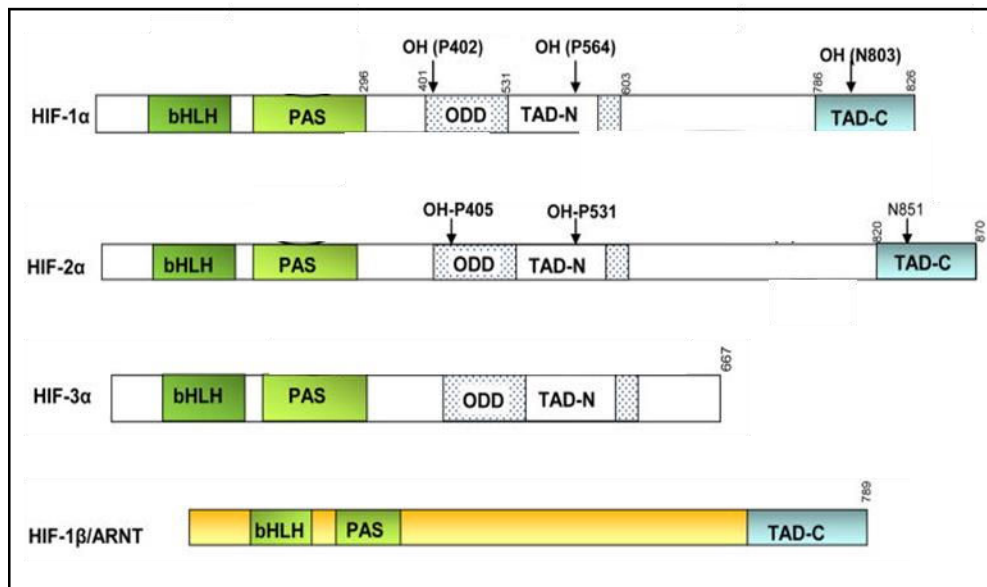 OH (P402) OH (P564) OH (N803)
296 401 531 603 786 826
HIF-1α bHLH PAS ODD TAD-N TAD-C
OH-P405 OH-P531 N851
820 870
HIF-2α bHLH PAS ODD TAD-N TAD-C
667
HIF-3α bHLH PAS ODD TAD-N
789
HIF-1β/ARNT bHLH PAS TAD-C